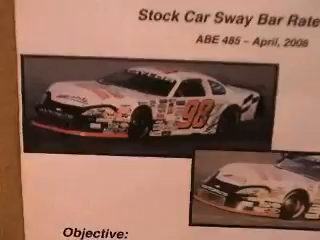 Stock Car Sway Bar Rate
ABE 485 – April, 2008
98
Objective: